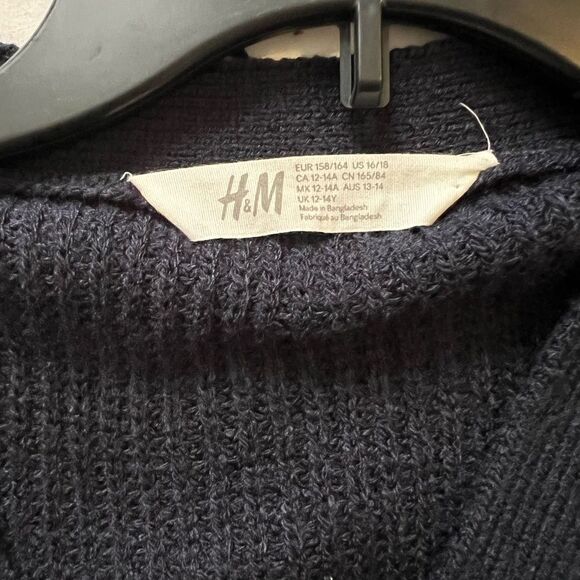 H&M
EUR 158/164 US 16/18
CA 12-14A CN 165/84
MX 12-14A AUS 13-14
UK 12-14Y
Made in Bangladesh
Fabriqué au Bangladesh